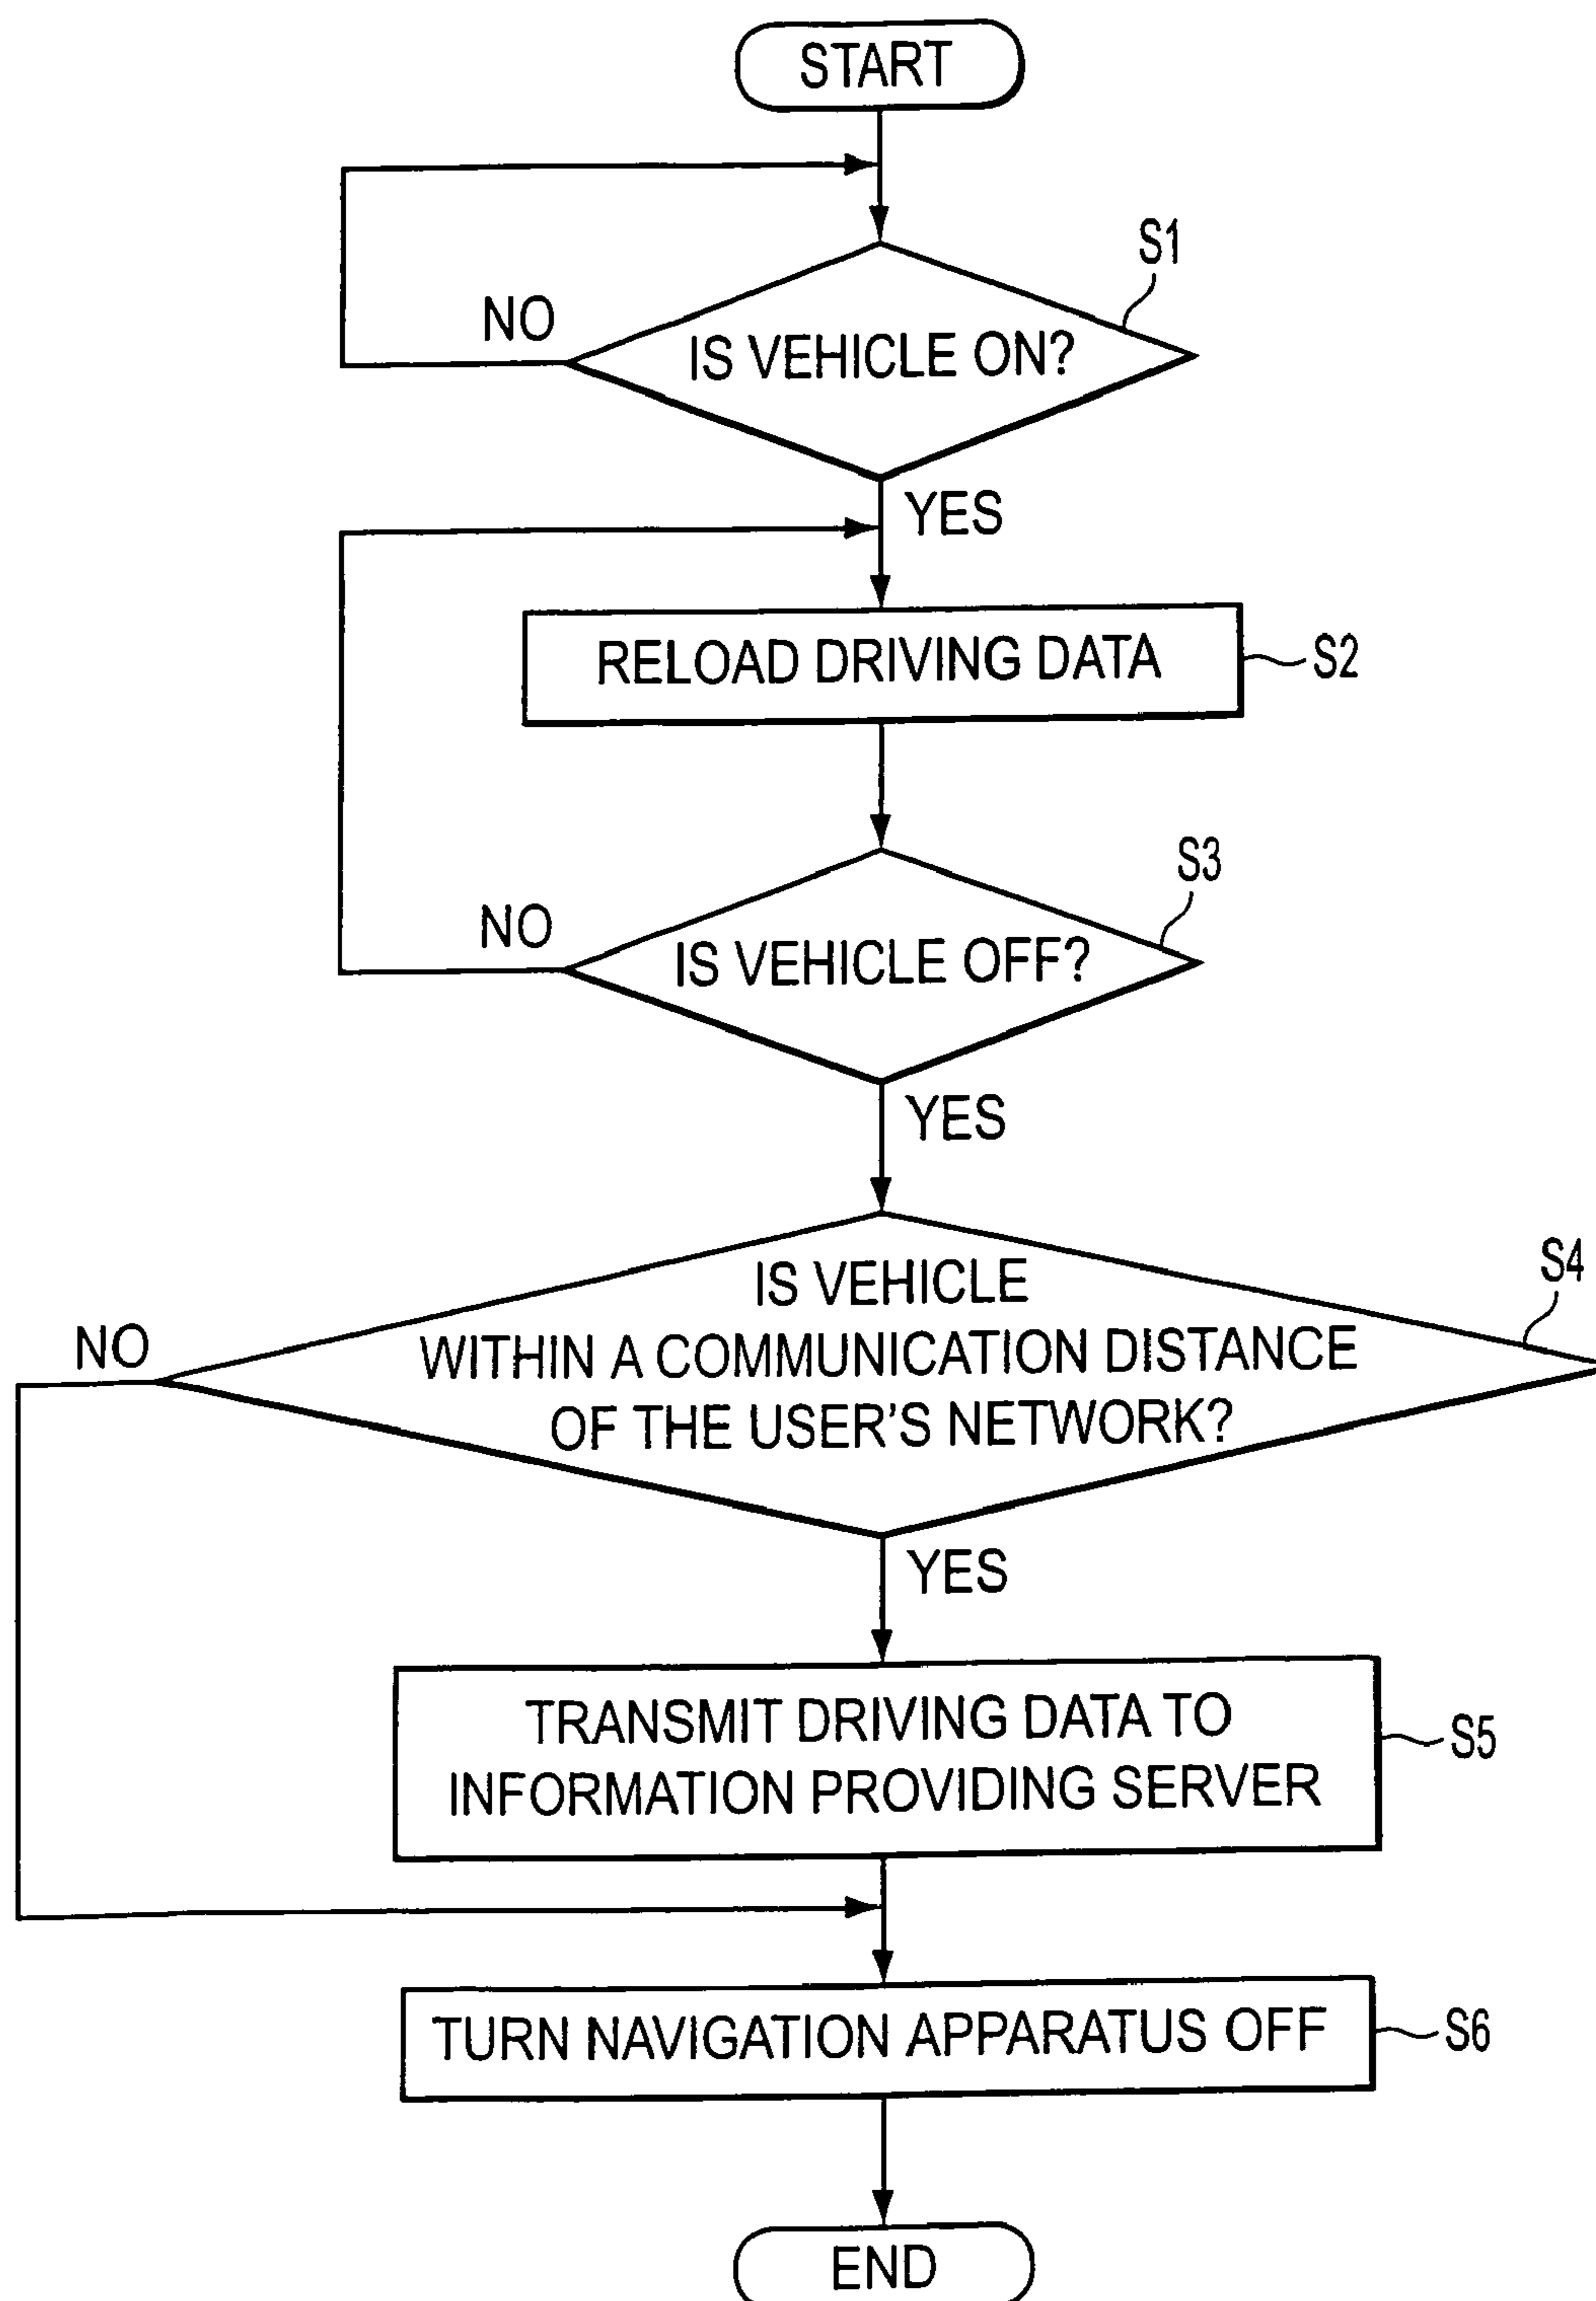 START
S1
NO
IS VEHICLE ON?
YES
RELOAD DRIVING DATA
S2
S3
NO
IS VEHICLE OFF?
YES
S4
IS VEHICLE
NO
WITHIN A COMMUNICATION DISTANCE
OF THE USER'S NETWORK?
YES
TRANSMIT DRIVING DATA TO
INFORMATION PROVIDING SERVER
S5
TURN NAVIGATION APPARATUS OFF
S6
END